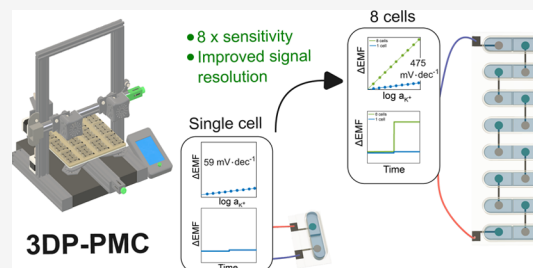 8 x sensitivity
Improved signal
resolution
8 cells
8 cells
1 cell
475
mV·dec⁻¹
ΔEMF
log aK⁺
8 cells
1 cell
ΔEMF
Time
Single cell
59 mV·dec⁻¹
ΔEMF
log aK⁺
ΔEMF
Time
3DP-PMC